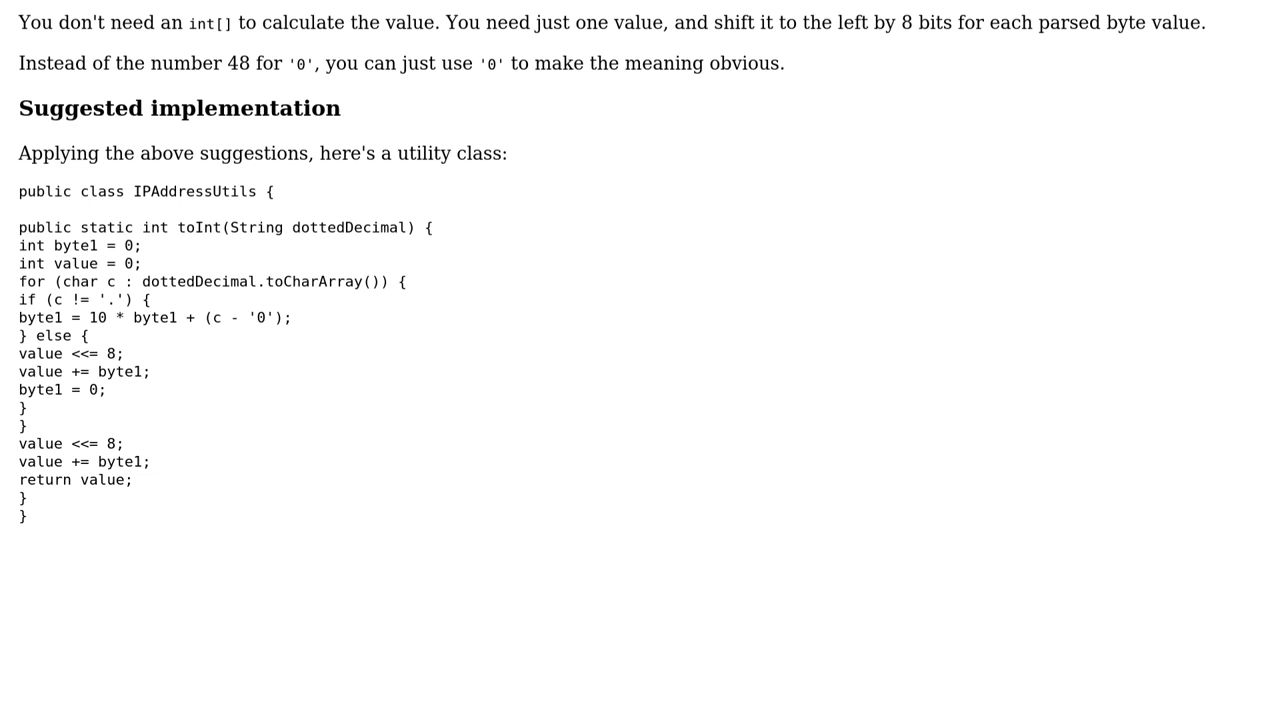 You don't need an int[] to calculate the value. You need just one value, and shift it to the left by 8 bits for each parsed byte value.
Instead of the number 48 for '0', you can just use '0' to make the meaning obvious.
Suggested implementation
Applying the above suggestions, here's a utility class:
public class IPAddressUtils {
public static int toInt(String dottedDecimal) {
int byte1 = 0;
int value = 0;
for (char c : dottedDecimal.toCharArray()) {
if (c != '.') {
byte1 = 10 * byte1 + (c - '0');
} else {
value <<= 8;
value += byte1;
byte1 = 0;
}
}
value <<= 8;
value += byte1;
return value;
}
}